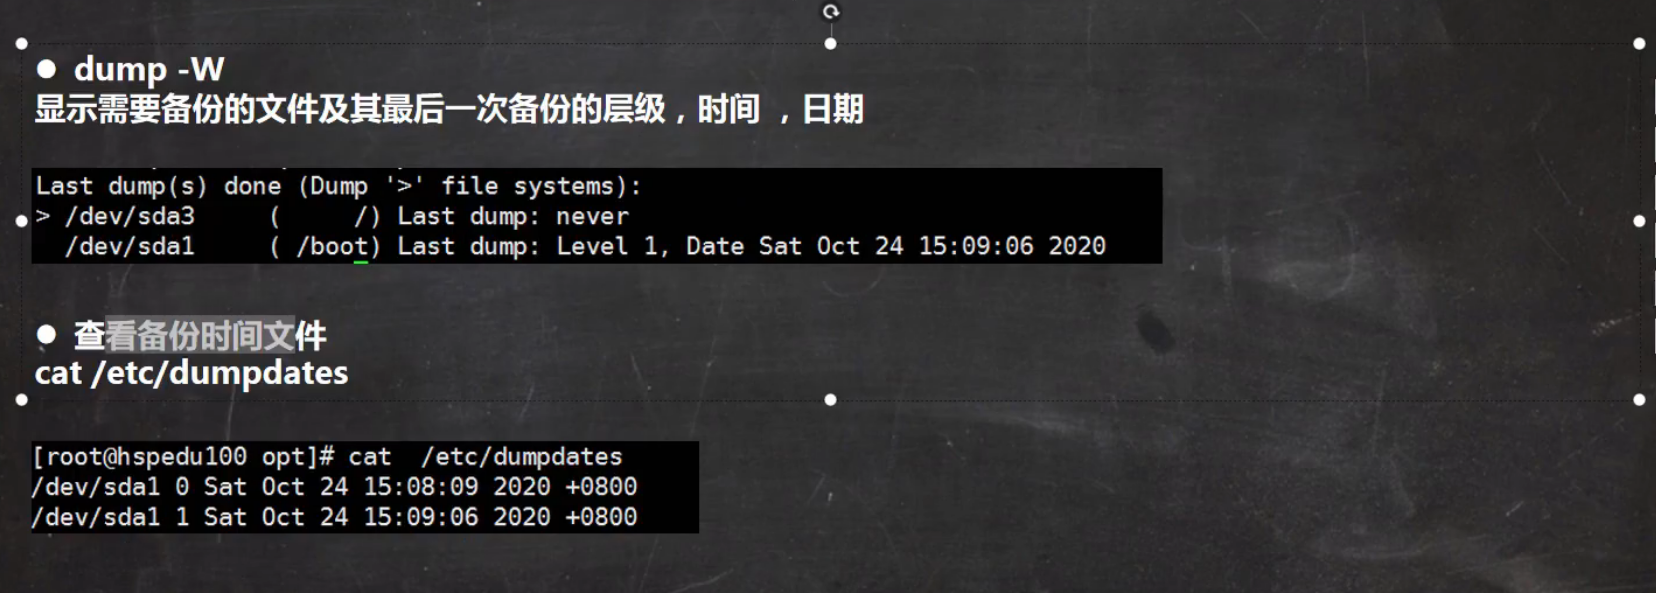 ● dump -W
显示需要备份的文件及其最后一次备份的层级，时间 ，日期
Last dump(s) done (Dump '>' file systems):
> /dev/sda3     (      /) Last dump: never
  /dev/sda1     ( /boot) Last dump: Level 1, Date Sat Oct 24 15:09:06 2020
● 查看备份时间文件
cat /etc/dumpdates
[root@hspedu100 opt]# cat  /etc/dumpdates
/dev/sda1 0 Sat Oct 24 15:08:09 2020 +0800
/dev/sda1 1 Sat Oct 24 15:09:06 2020 +0800